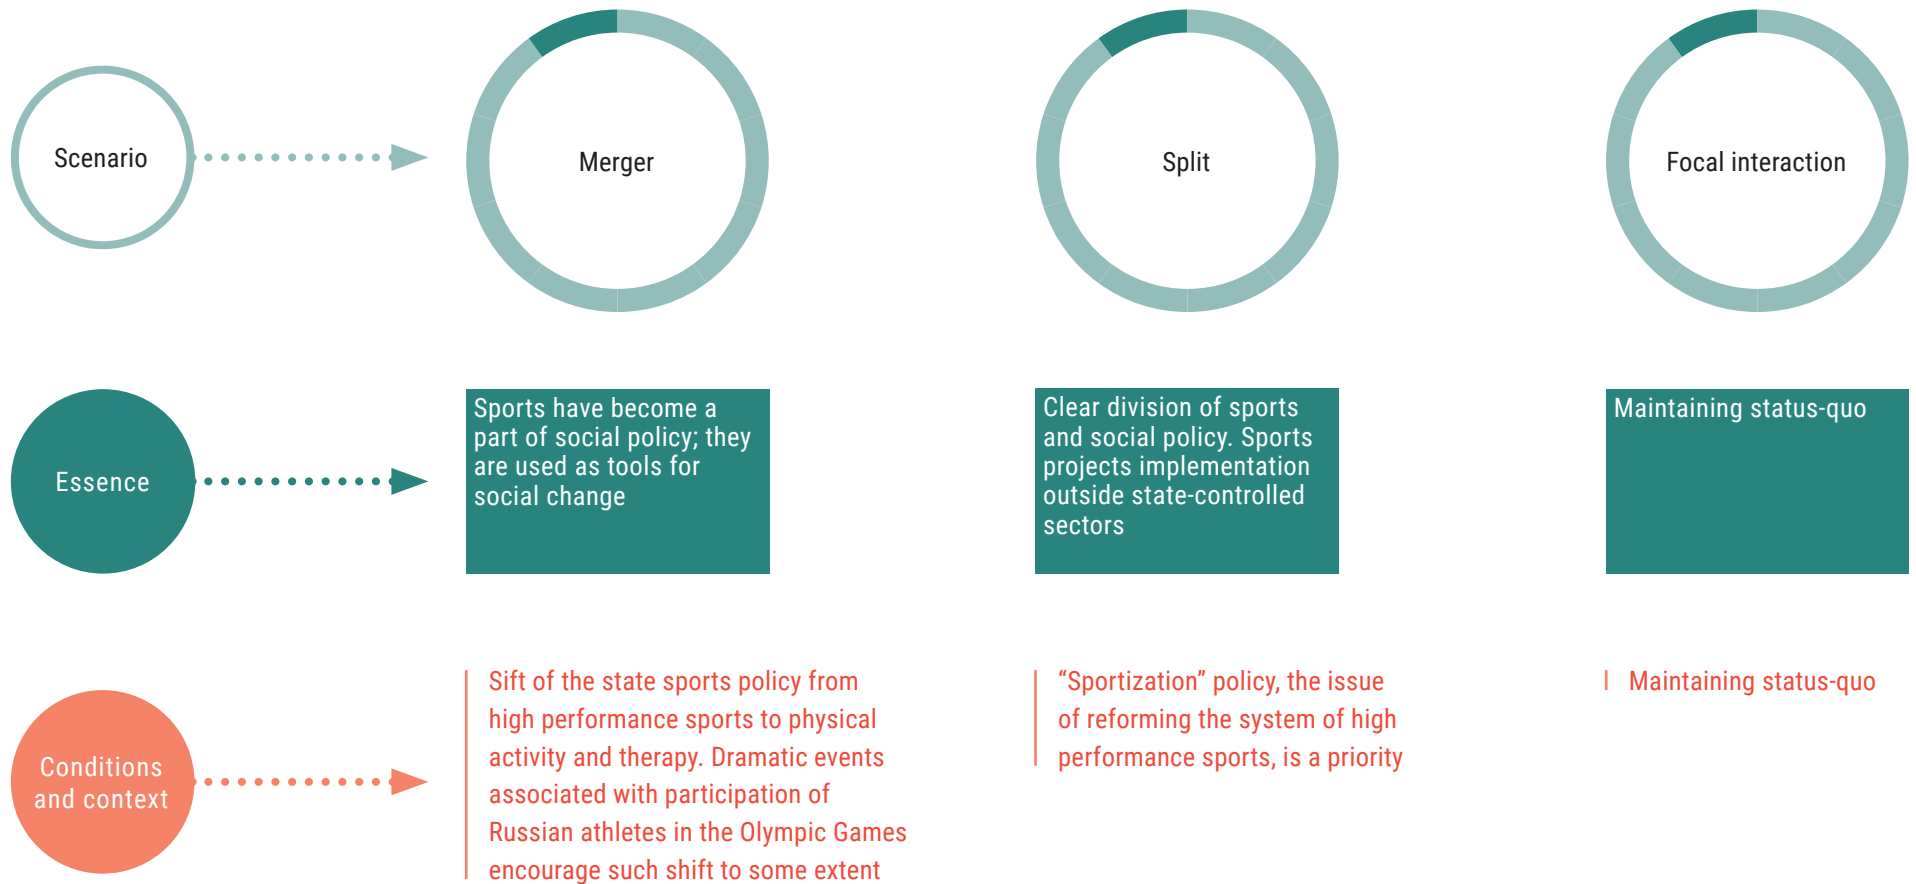 Scenario
Merger
Split
Focal interaction
Essence
Sports have become a
part of social policy; they
are used as tools for
social change
Clear division of sports
and social policy. Sports
projects implementation
outside state-controlled
sectors
Maintaining status-quo
Conditions
and context
Sift of the state sports policy from
high performance sports to physical
activity and therapy. Dramatic events
associated with participation of
Russian athletes in the Olympic Games
encourage such shift to some extent
“Sportization” policy, the issue
of reforming the system of high
performance sports, is a priority
Maintaining status-quo